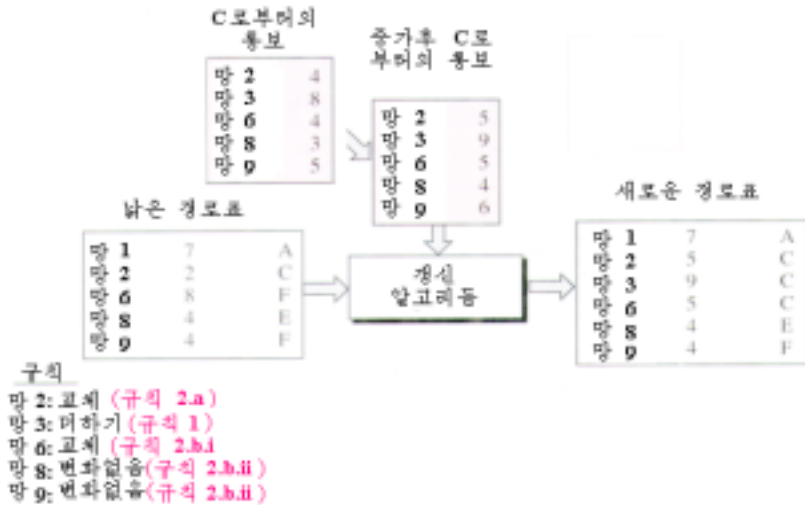 C로부터의
통보
망 2 4
망 3 8
망 6 4
망 8 3
망 9 5
증가후 C로
부터의 통보
망 2 5
망 3 9
망 6 5
망 8 4
망 9 6
낡은 경로표
망 1 7 A
망 2 2 C
망 6 8 F
망 8 4 E
망 9 4 F
갱신
알고리듬
새로운 경로표
망 1 7 A
망 2 5 C
망 3 9 C
망 6 5 C
망 8 4 E
망 9 4 F
규칙
망 2: 교체 (규칙 2.a)
망 3: 더하기 (규칙 1)
망 6: 교체 (규칙 2.b.i
망 8: 변화없음(규칙 2.b.ii)
망 9: 변화없음(규칙 2.b.ii)